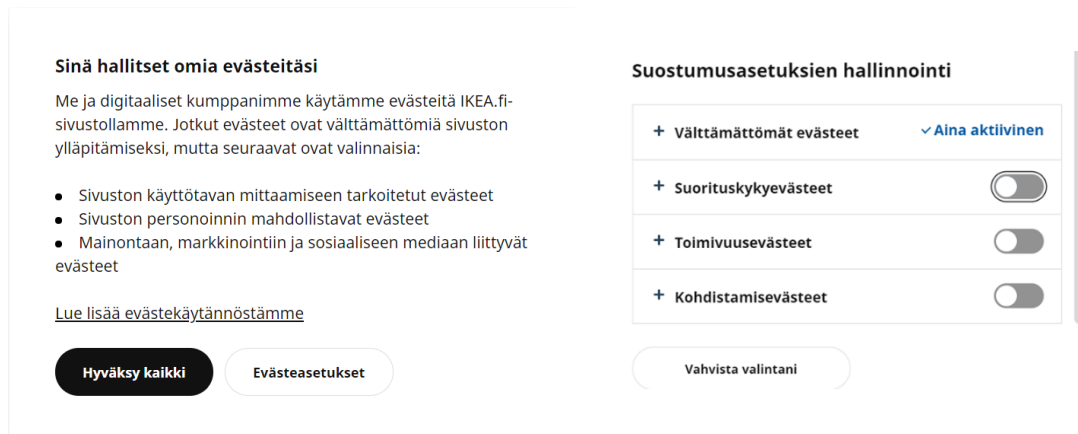 Sinä hallitset omia evästeitäsi
Me ja digitaaliset kumppanimme käytämme evästeitä IKEA.fi-
sivustollamme. Jotkut evästeet ovat välttämättömiä sivuston
ylläpitämiseksi, mutta seuraavat ovat valinnaisia:
• Sivuston käyttötavan mittaamiseen tarkoitetut evästeet
• Sivuston personoinnin mahdollistavat evästeet
• Mainontaan, markkinointiin ja sosiaaliseen mediaan liittyvät
evästeet
Lue lisää evästekäytännöstämme
Hyväksy kaikki
Evästeasetukset
Suostumusasetuksien hallinnointi
+ Välttämättömät evästeet
Aina aktiivinen
+ Suorituskykyevästeet
+ Toimivuusevästeet
+ Kohdistamisevästeet
Vahvista valintani